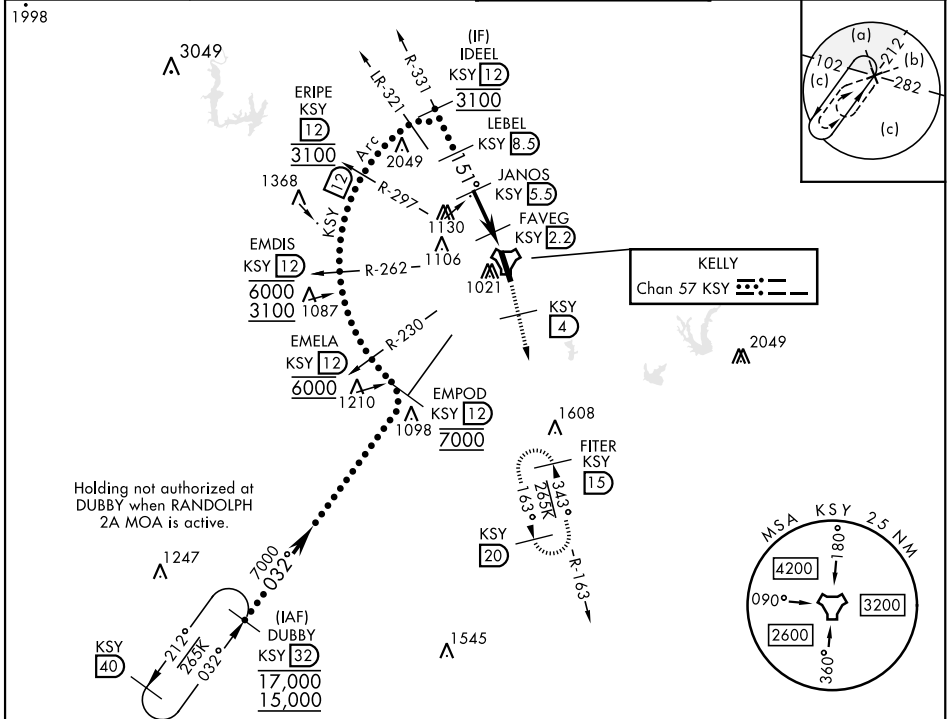 1998
3049
(IF)
IDEEL
KSY 12
3100
R-331
LR-321
ERIPE
KSY
12
3100
Arc
12
KSY
2049
LEBEL
KSY 8.5
151°
JANOS
KSY 5.5
1368
R-297
1130
FAVEG
KSY 2.2
1106
EMDIS
KSY 12
6000
3100
R-262
1087
1021
KELLY
Chan 57 KSY
KSY
4
EMELA
KSY 12
6000
R-230
1210
2049
EMPOD
KSY 12
7000
1098
1608
FITER
KSY
15
343°
265K
163°
KSY
20
R-163
Holding not authorized at
DUBBY when RANDOLPH
2A MOA is active.
1247
7000
032°
(IAF)
DUBBY
KSY 32
17,000
15,000
212°
265K
032°
KSY
40
1545
(a)
212
102
(b)
(c)
282
(c)
MSA KSY 25 NM
180°
4200
090°
3200
2600
360°